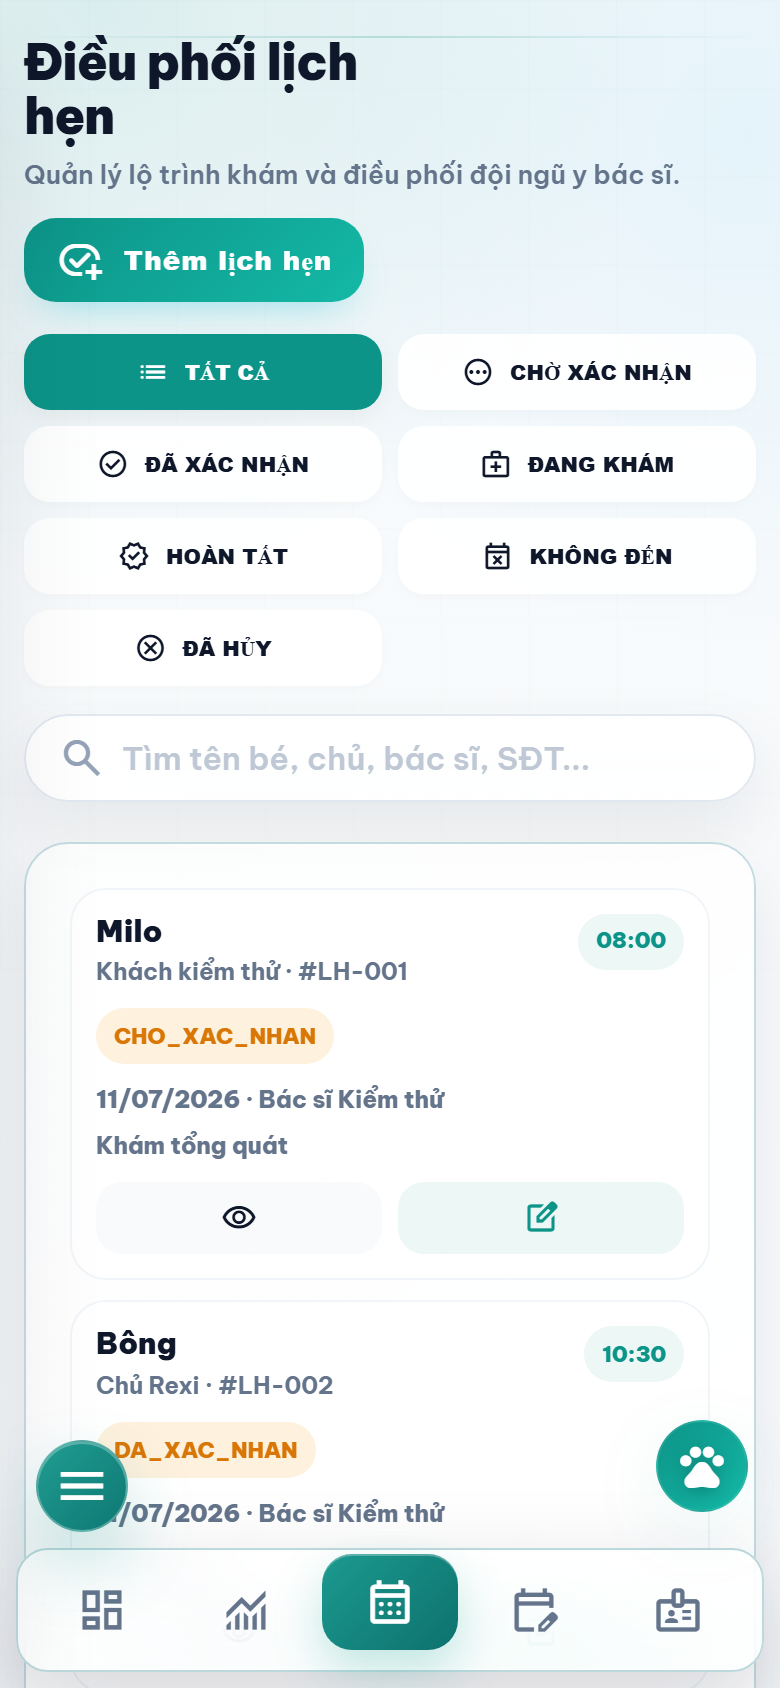 Điều phối lịch
hẹn
Quản lý lộ trình khám và điều phối đội ngũ y bác sĩ.
Thêm lịch hẹn
TẤT CẢ
CHỜ XÁC NHẬN
ĐÃ XÁC NHẬN
ĐANG KHÁM
HOÀN TẤT
KHÔNG ĐẾN
ĐÃ HỦY
Tìm tên bé, chủ, bác sĩ, SĐT...
Milo
08:00
Khách kiểm thử · #LH-001
CHO_XAC_NHAN
11/07/2026 · Bác sĩ Kiểm thử
Khám tổng quát
Bông
10:30
Chủ Rexi · #LH-002
DA_XAC_NHAN
/07/2026 · Bác sĩ Kiểm thử